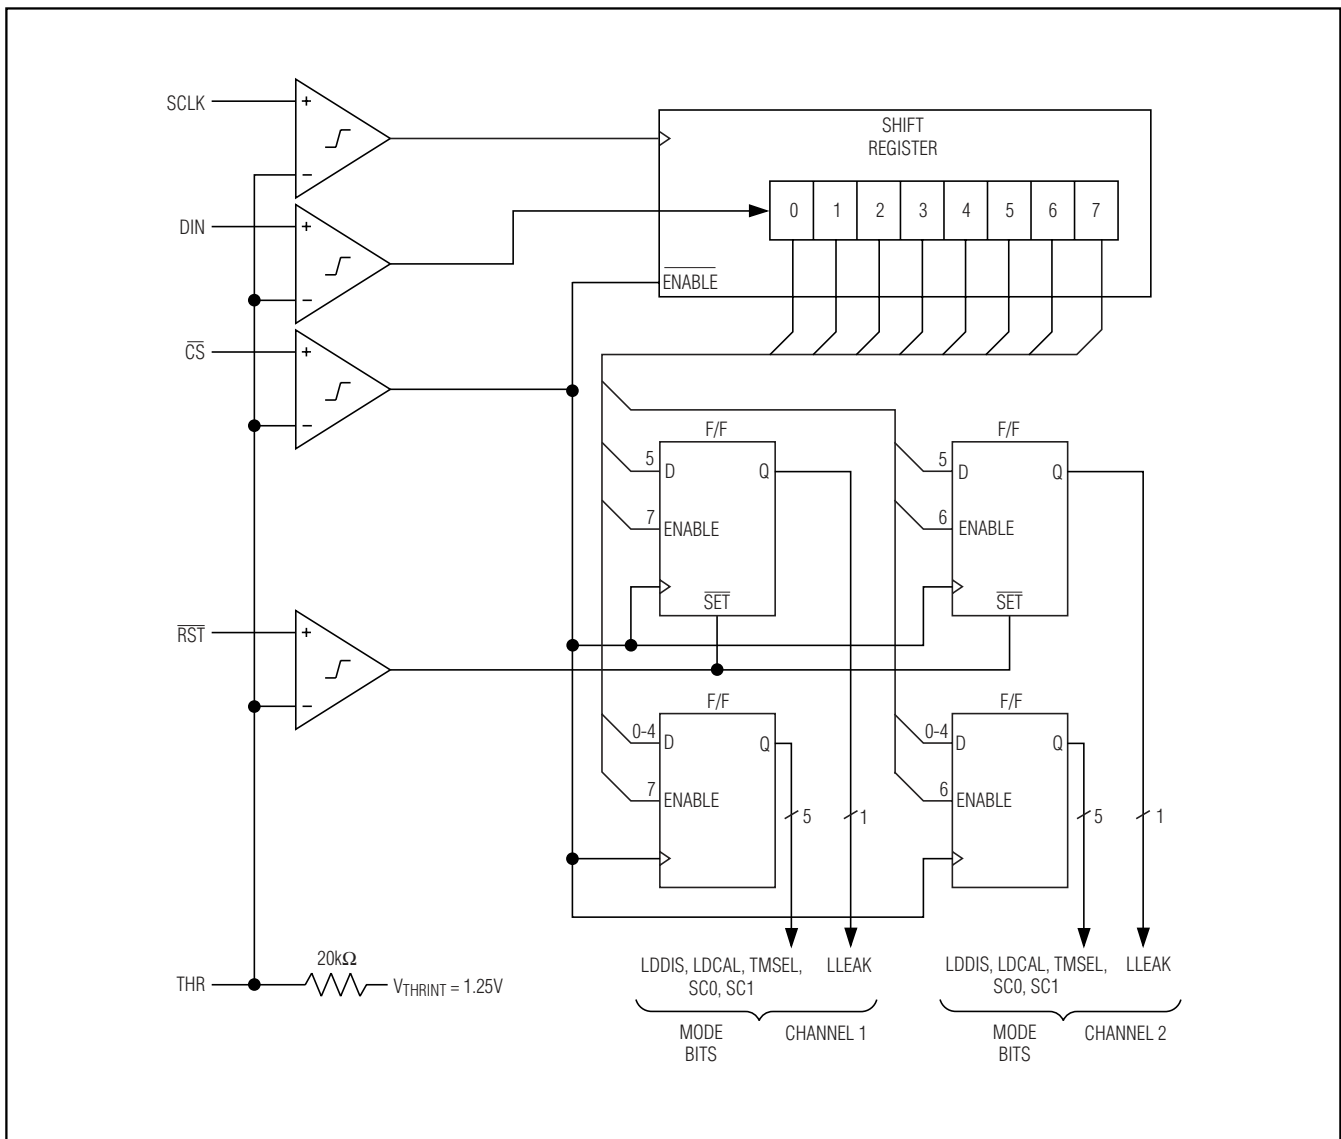 SCLK
+
−
SHIFT
REGISTER
0 1 2 3 4 5 6 7
DIN
+
−
ENABLE
CS
+
−
F/F
5
D
Q
7
ENABLE
SET
F/F
5
D
Q
6
ENABLE
SET
RST
+
−
F/F
0-4
D
Q
7
ENABLE
5
1
F/F
0-4
D
Q
6
ENABLE
5
1
THR
20kΩ
VTHRINT = 1.25V
LDDIS, LDCAL, TMSEL,
SC0, SC1
LLEAK
MODE
BITS
CHANNEL 1
LDDIS, LDCAL, TMSEL,
SC0, SC1
LLEAK
MODE
BITS
CHANNEL 2